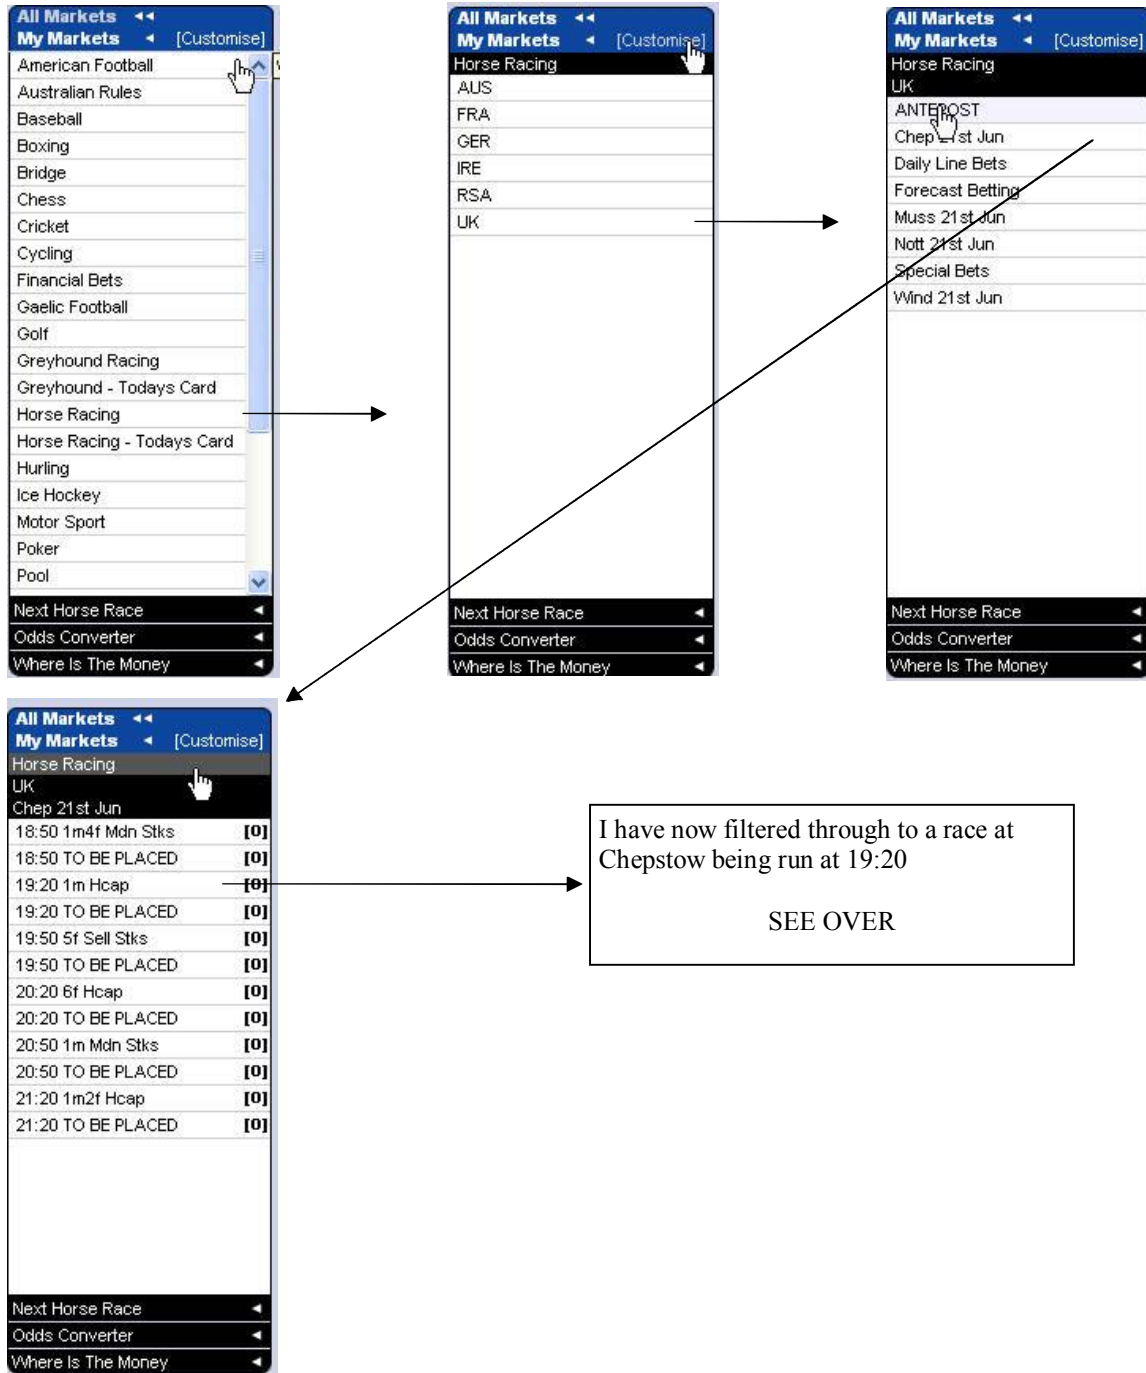 All Markets
My Markets [Customise]
American Football
Australian Rules
Baseball
Boxing
Bridge
Chess
Cricket
Cycling
Financial Bets
Gaelic Football
Golf
Greyhound Racing
Greyhound - Todays Card
Horse Racing
Horse Racing - Todays Card
Hurling
Ice Hockey
Motor Sport
Poker
Pool
Next Horse Race
Odds Converter
Where Is The Money
All Markets
My Markets [Customise]
Horse Racing
AUS
FRA
GER
IRE
RSA
UK
Next Horse Race
Odds Converter
Where Is The Money
All Markets
My Markets [Customise]
Horse Racing
UK
ANTEPOST
Chep 21st Jun
Daily Line Bets
Forecast Betting
Muss 21st Jun
Nott 21st Jun
Special Bets
Wind 21st Jun
Next Horse Race
Odds Converter
Where Is The Money
All Markets
My Markets [Customise]
Horse Racing
UK
Chep 21st Jun
18:50 1m4f Mdn Stks [0]
18:50 TO BE PLACED [0]
19:20 1m Hcap [0]
19:20 TO BE PLACED [0]
19:50 5f Sell Stks [0]
19:50 TO BE PLACED [0]
20:20 6f Hcap [0]
20:20 TO BE PLACED [0]
20:50 1m Mdn Stks [0]
20:50 TO BE PLACED [0]
21:20 1m2f Hcap [0]
21:20 TO BE PLACED [0]
Next Horse Race
Odds Converter
Where Is The Money
I have now filtered through to a race at
Chepstow being run at 19:20
SEE OVER